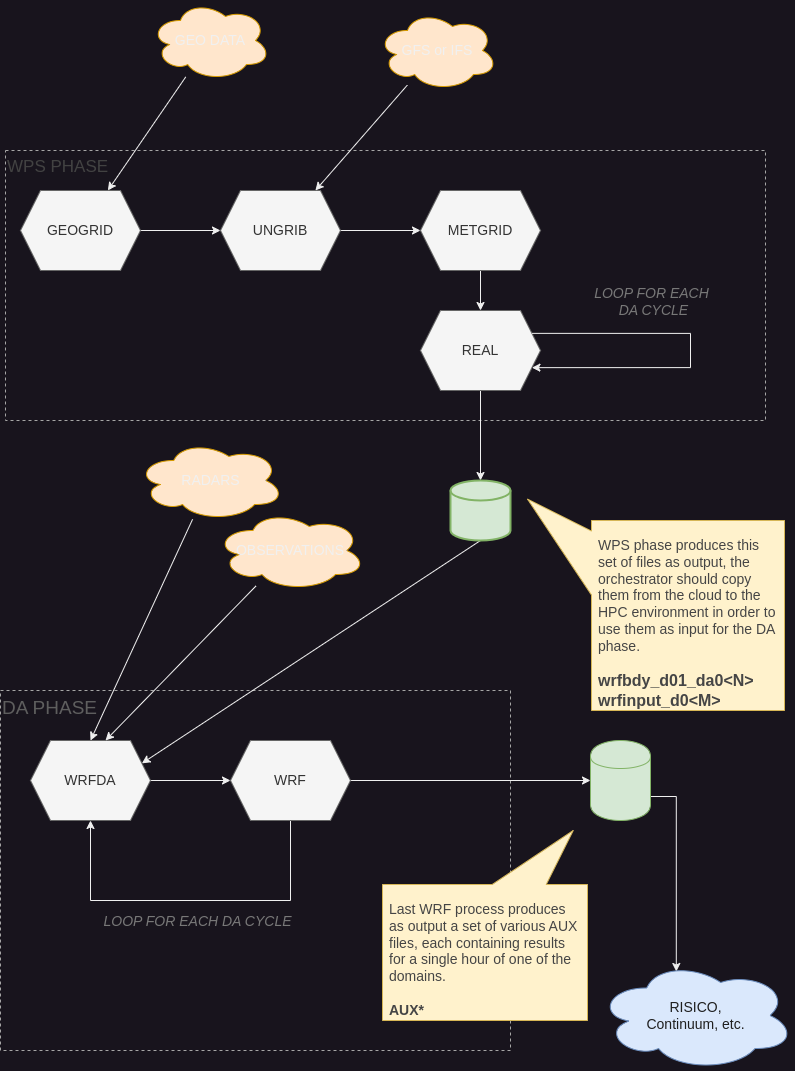 GEO DATA
GFS or IFS
WPS PHASE
GEOGRID
UNGRIB
METGRID
LOOP FOR EACH
DA CYCLE
REAL
RADARS
OBSERVATIONS
WPS phase produces this
set of files as output, the
orchestrator should copy
them from the cloud to the
HPC environment in order to
use them as input for the DA
phase.
wrfbdy_d01_da0<N>
wrfinput_d0<M>
DA PHASE
WRFDA
WRF
LOOP FOR EACH DA CYCLE
Last WRF process produces
as output a set of various AUX
files, each containing results
for a single hour of one of the
domains.
AUX*
RISICO,
Continuum, etc.